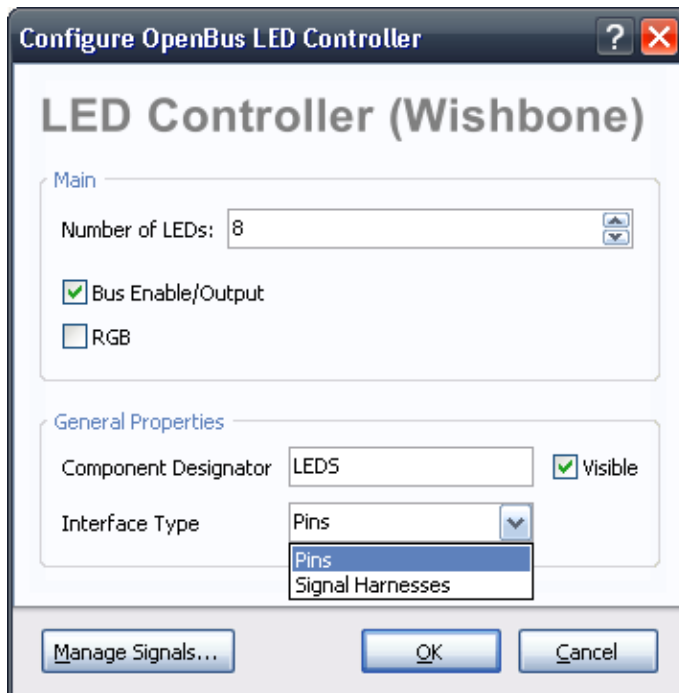 Configure OpenBus LED Controller
LED Controller (Wishbone)
Main
Number of LEDs: 8
Bus Enable/Output
RGB
General Properties
Component Designator LEDS Visible
Interface Type Pins
Pins
Signal Harnesses
Manage Signals... OK Cancel